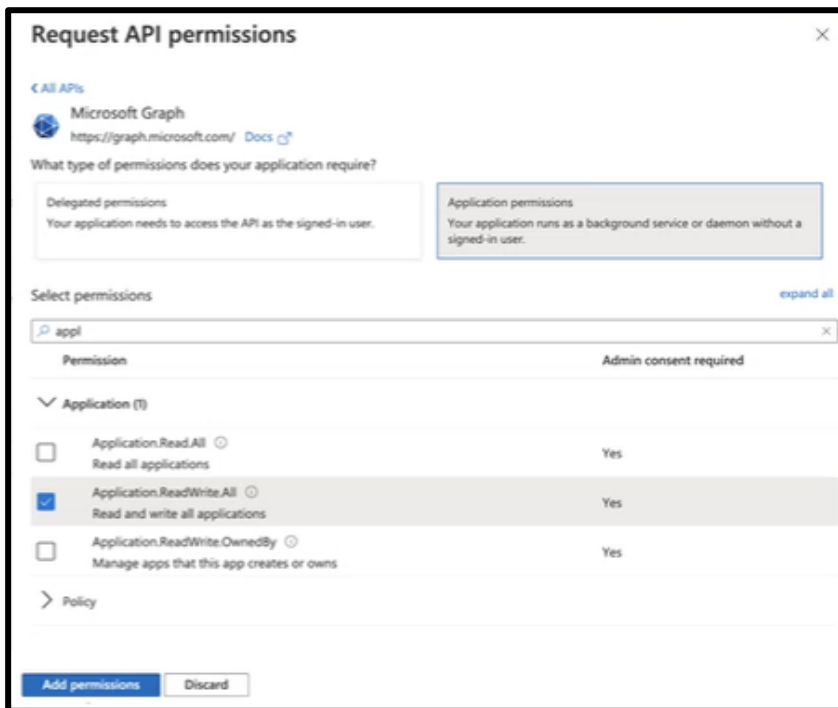 Request API permissions
All APIs
Microsoft Graph
https://graph.microsoft.com/ Docs
What type of permissions does your application require?
Delegated permissions
Your application needs to access the API as the signed-in user.
Application permissions
Your application runs as a background service or daemon without a
signed-in user.
Select permissions
expand all
appl
Permission
Admin consent required
Application (1)
Application.Read.All
Read all applications
Yes
Application.ReadWrite.All
Read and write all applications
Yes
Application.ReadWrite.OwnedBy
Manage apps that this app creates or owns
Yes
Policy
Add permissions
Discard